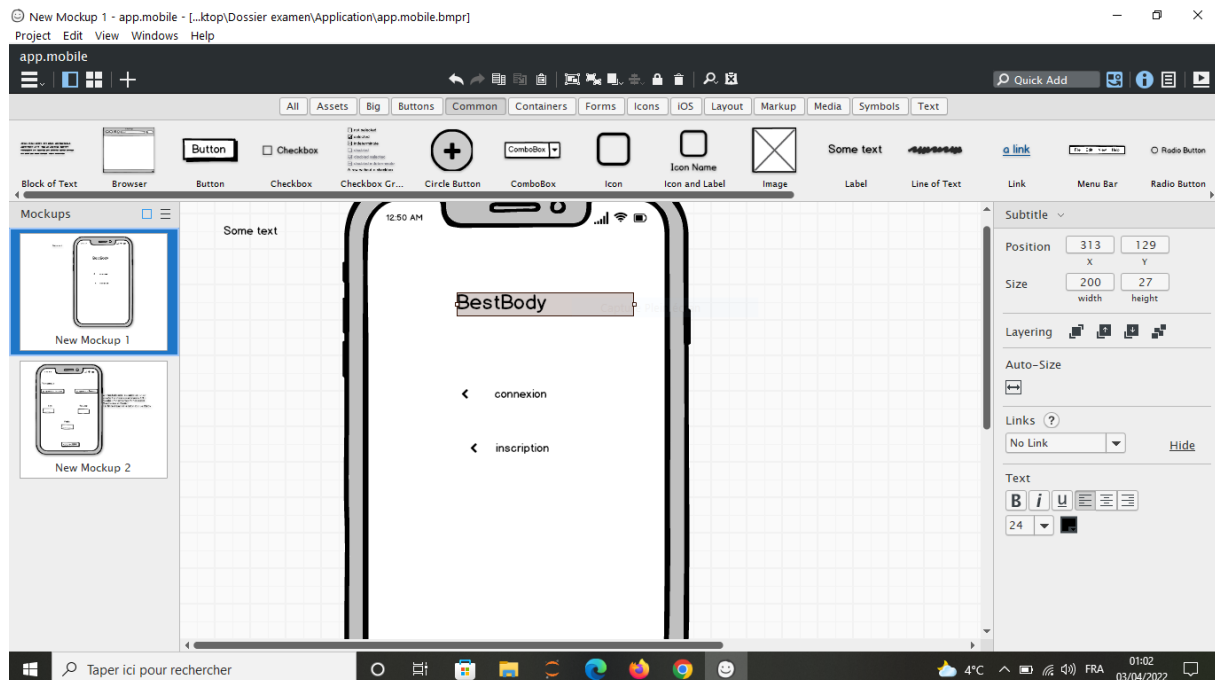 New Mockup 1 - app.mobile - [...ktop\Dossier examen\Application\app.mobile.bmpr]
Project Edit View Windows Help
app.mobile
Quick Add
All Assets Big Buttons Common Containers Forms Icons iOS Layout Markup Media Symbols Text
Button Checkbox ComboBox Icon Name Some text a link Radio Button
Block of Text Browser Button Checkbox Checkbox Gr... Circle Button ComboBox Icon Icon and Label Image Label Line of Text Link Menu Bar Radio Button
Mockups
New Mockup 1
New Mockup 2
Some text
12:50 AM
BestBody
connexion
inscription
Subtitle
Position 313 129
X Y
Size 200 27
width height
Layering
Auto-Size
Links ?
No Link Hide
Text
B i U
24
Taper ici pour rechercher
4°C FRA 01:02
03/04/2022